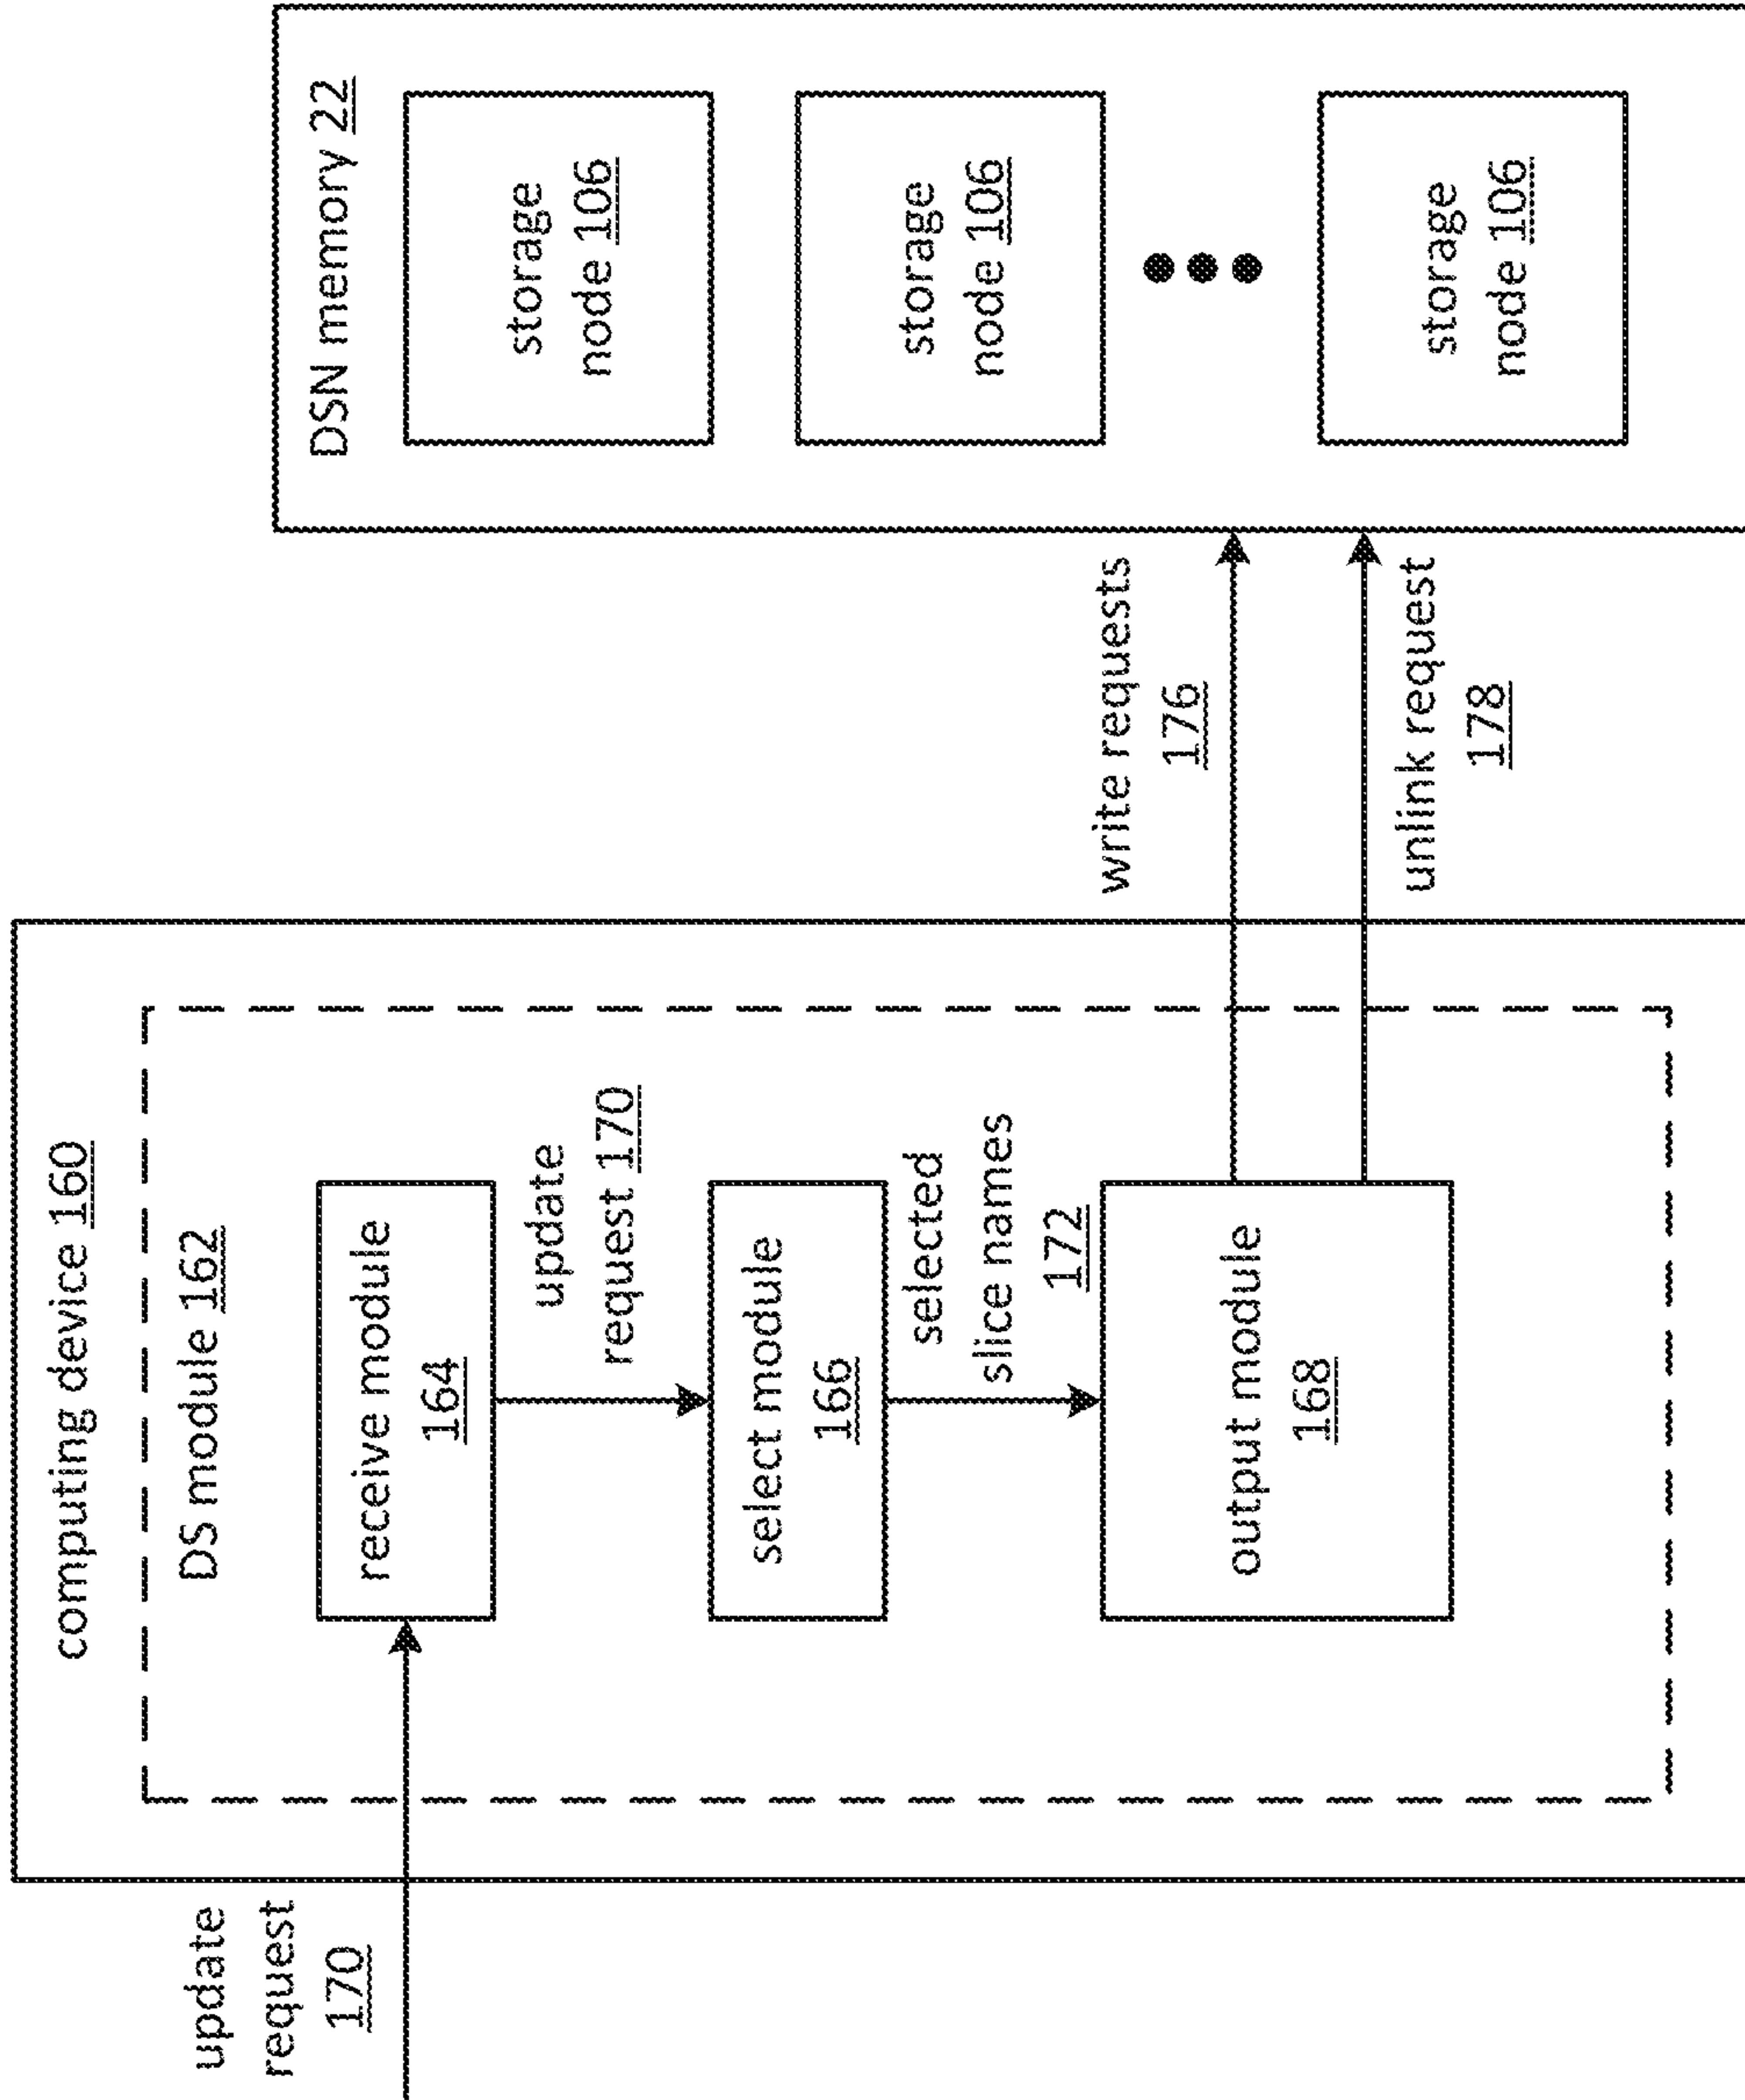 update
request
170
computing device 160
DS module 162
receive module
164
update
request 170
select module
166
selected
slice names
172
output module
168
write requests
176
unlink request
178
DSN memory 22
storage
node 106
storage
node 106
storage
node 106